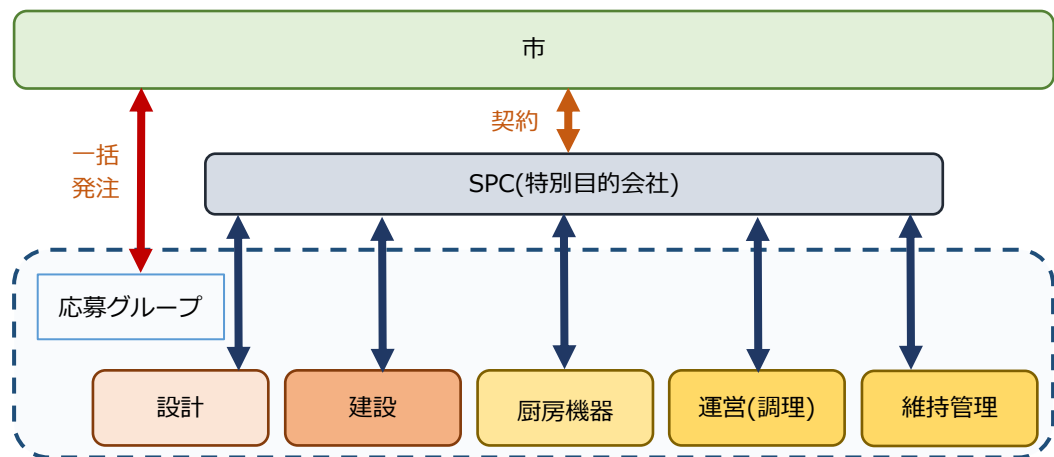 市
契約
一括
発注
SPC(特別目的会社)
応募グループ
設計
建設
厨房機器
運営(調理)
維持管理